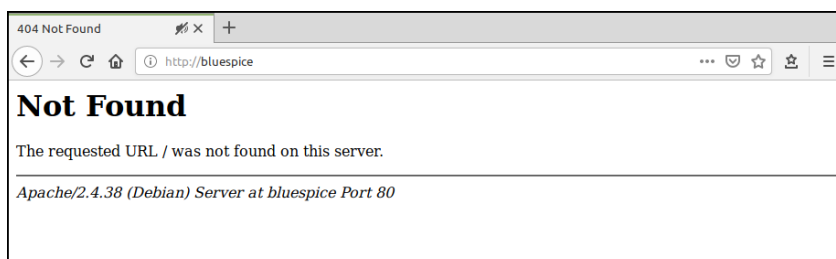 404 Not Found
http://bluespice
Not Found
The requested URL / was not found on this server.
Apache/2.4.38 (Debian) Server at bluespice Port 80